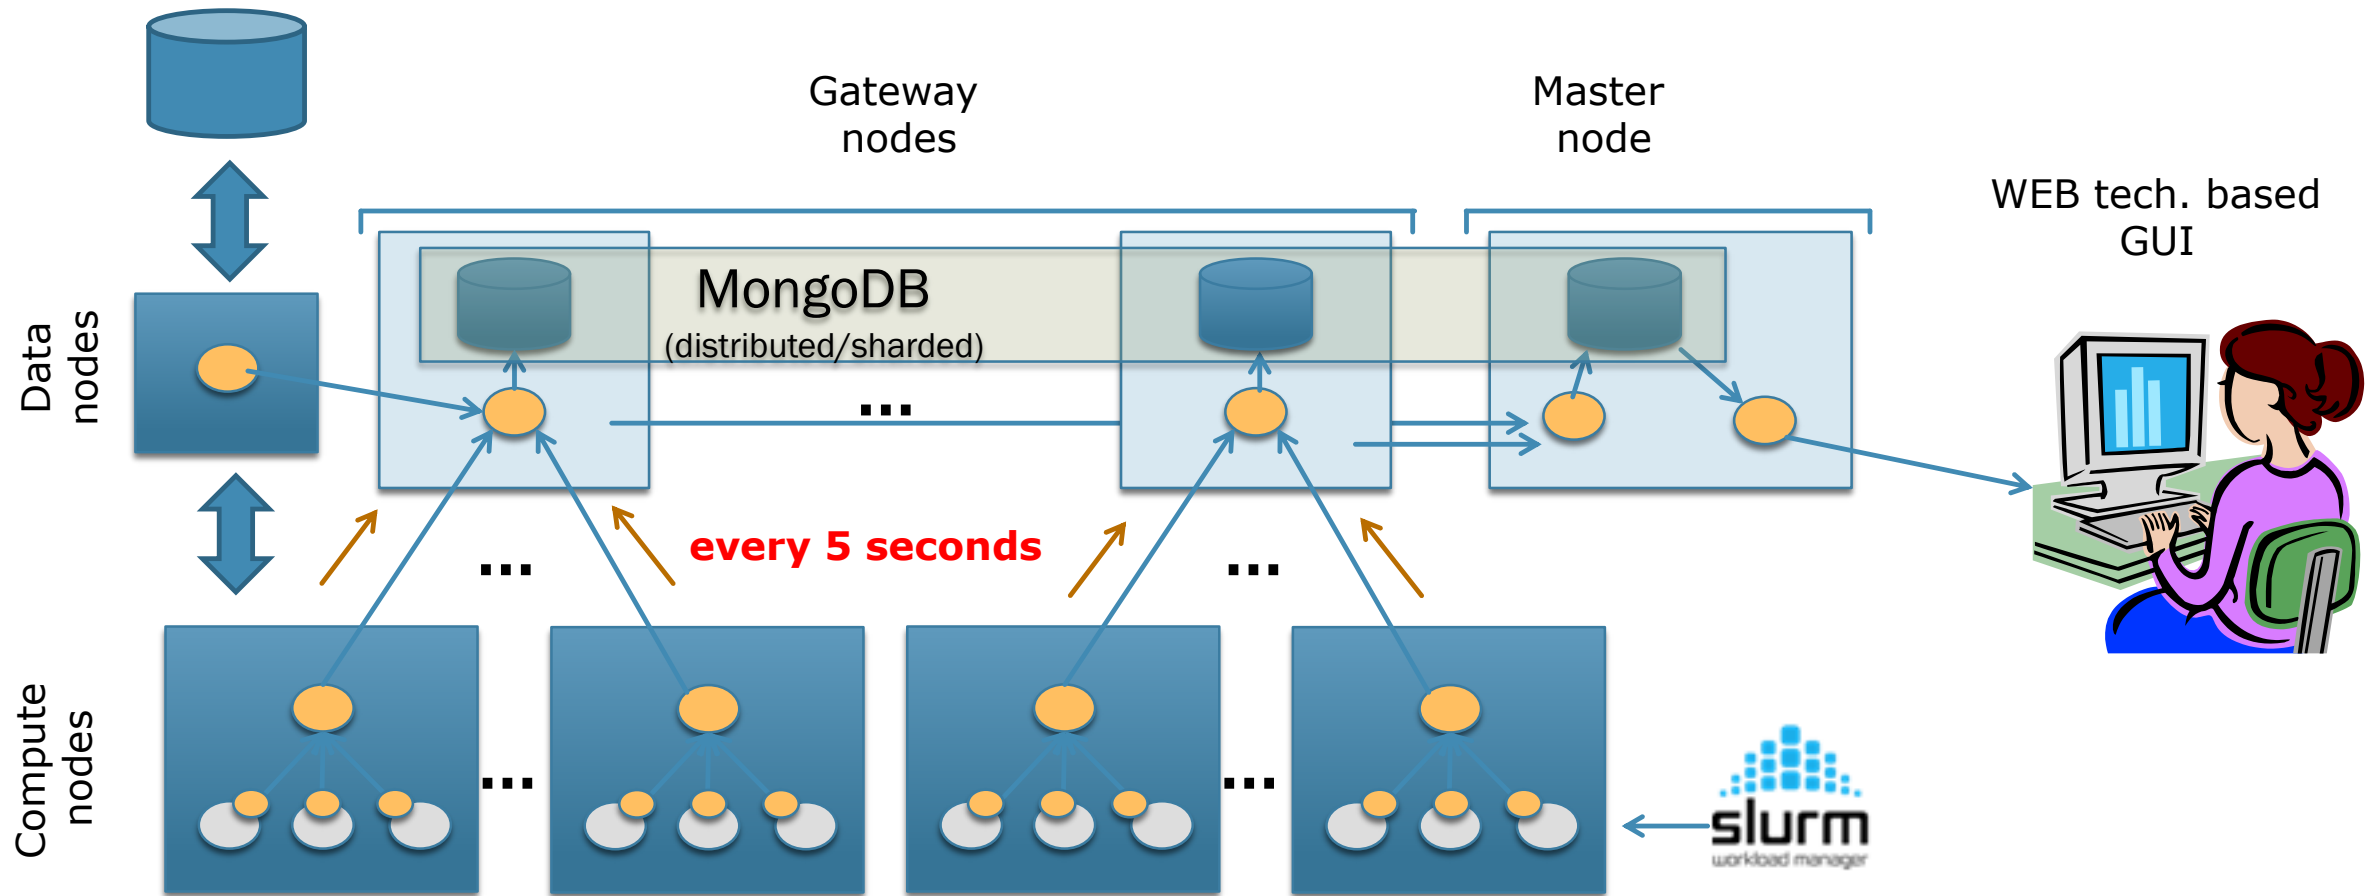 Gateway
nodes
Master
node
WEB tech. based
GUI
MongoDB
(distributed/sharded)
...
Data
nodes
every 5 seconds
...
...
Compute
nodes
...
...
slurm
workload manager